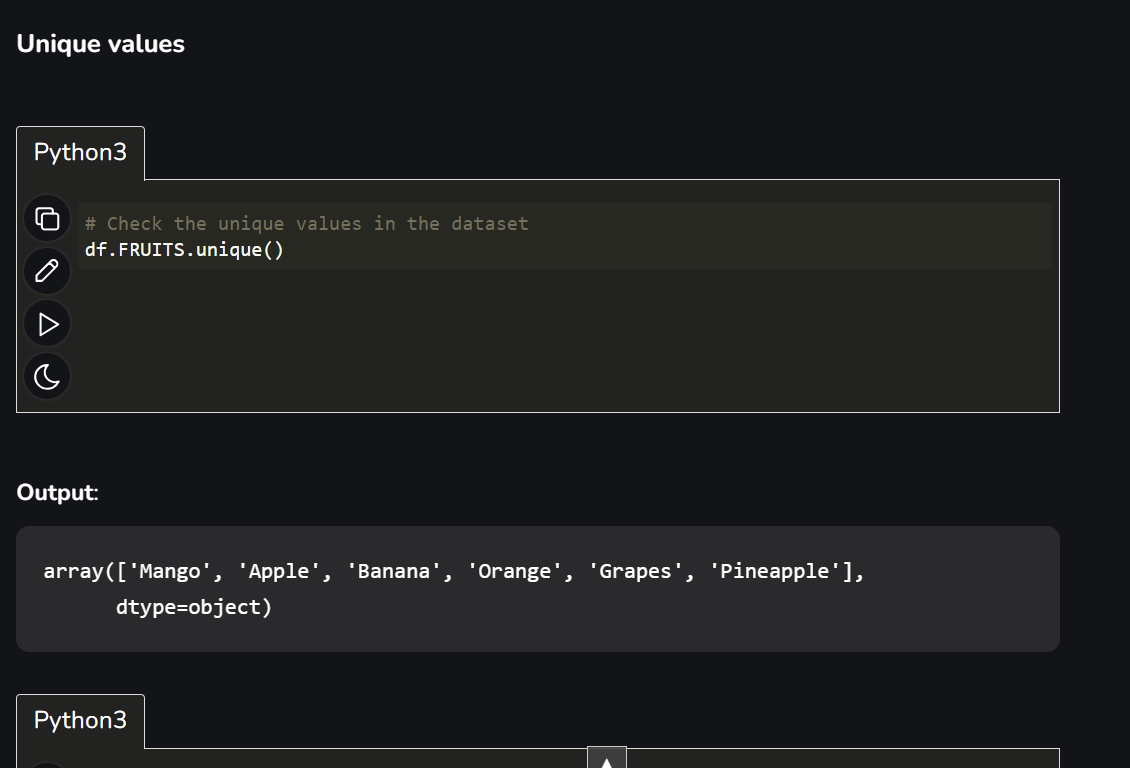 Unique values
Python3
# Check the unique values in the dataset
df.FRUITS.unique()
Output:
array(['Mango', 'Apple', 'Banana', 'Orange', 'Grapes', 'Pineapple'],
      dtype=object)
Python3